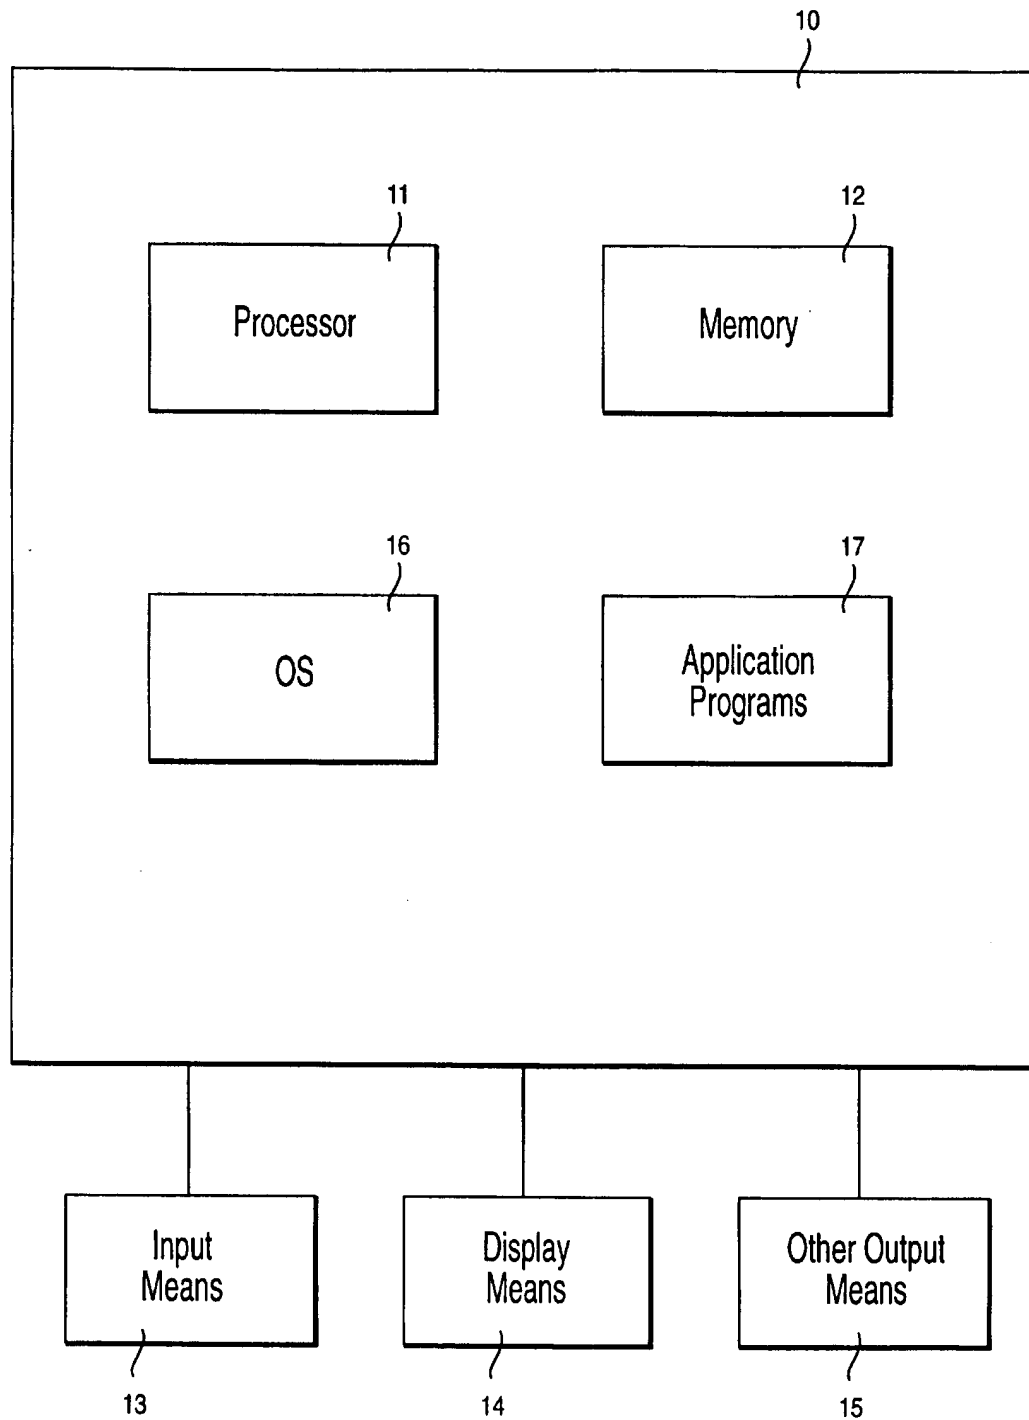 10
11
12
Processor
Memory
16
17
OS
Application
Programs
Input
Means
Display
Means
Other Output
Means
13
14
15